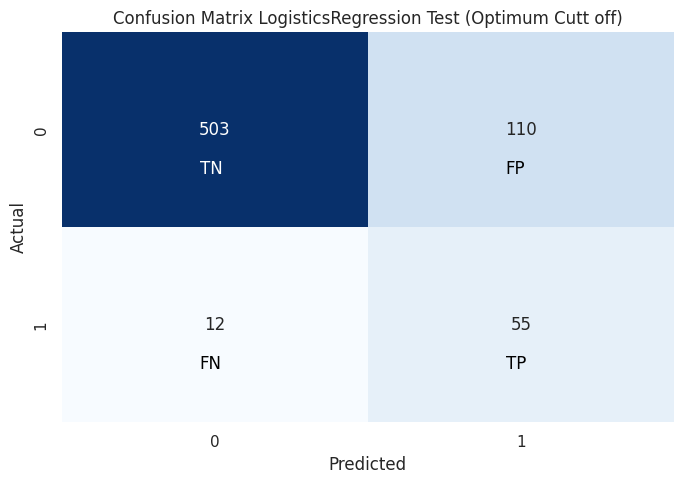 Confusion Matrix LogisticsRegression Test (Optimum Cutt off)
Actual
0
503
110
TN
FP
1
12
55
FN
TP
0
1
Predicted